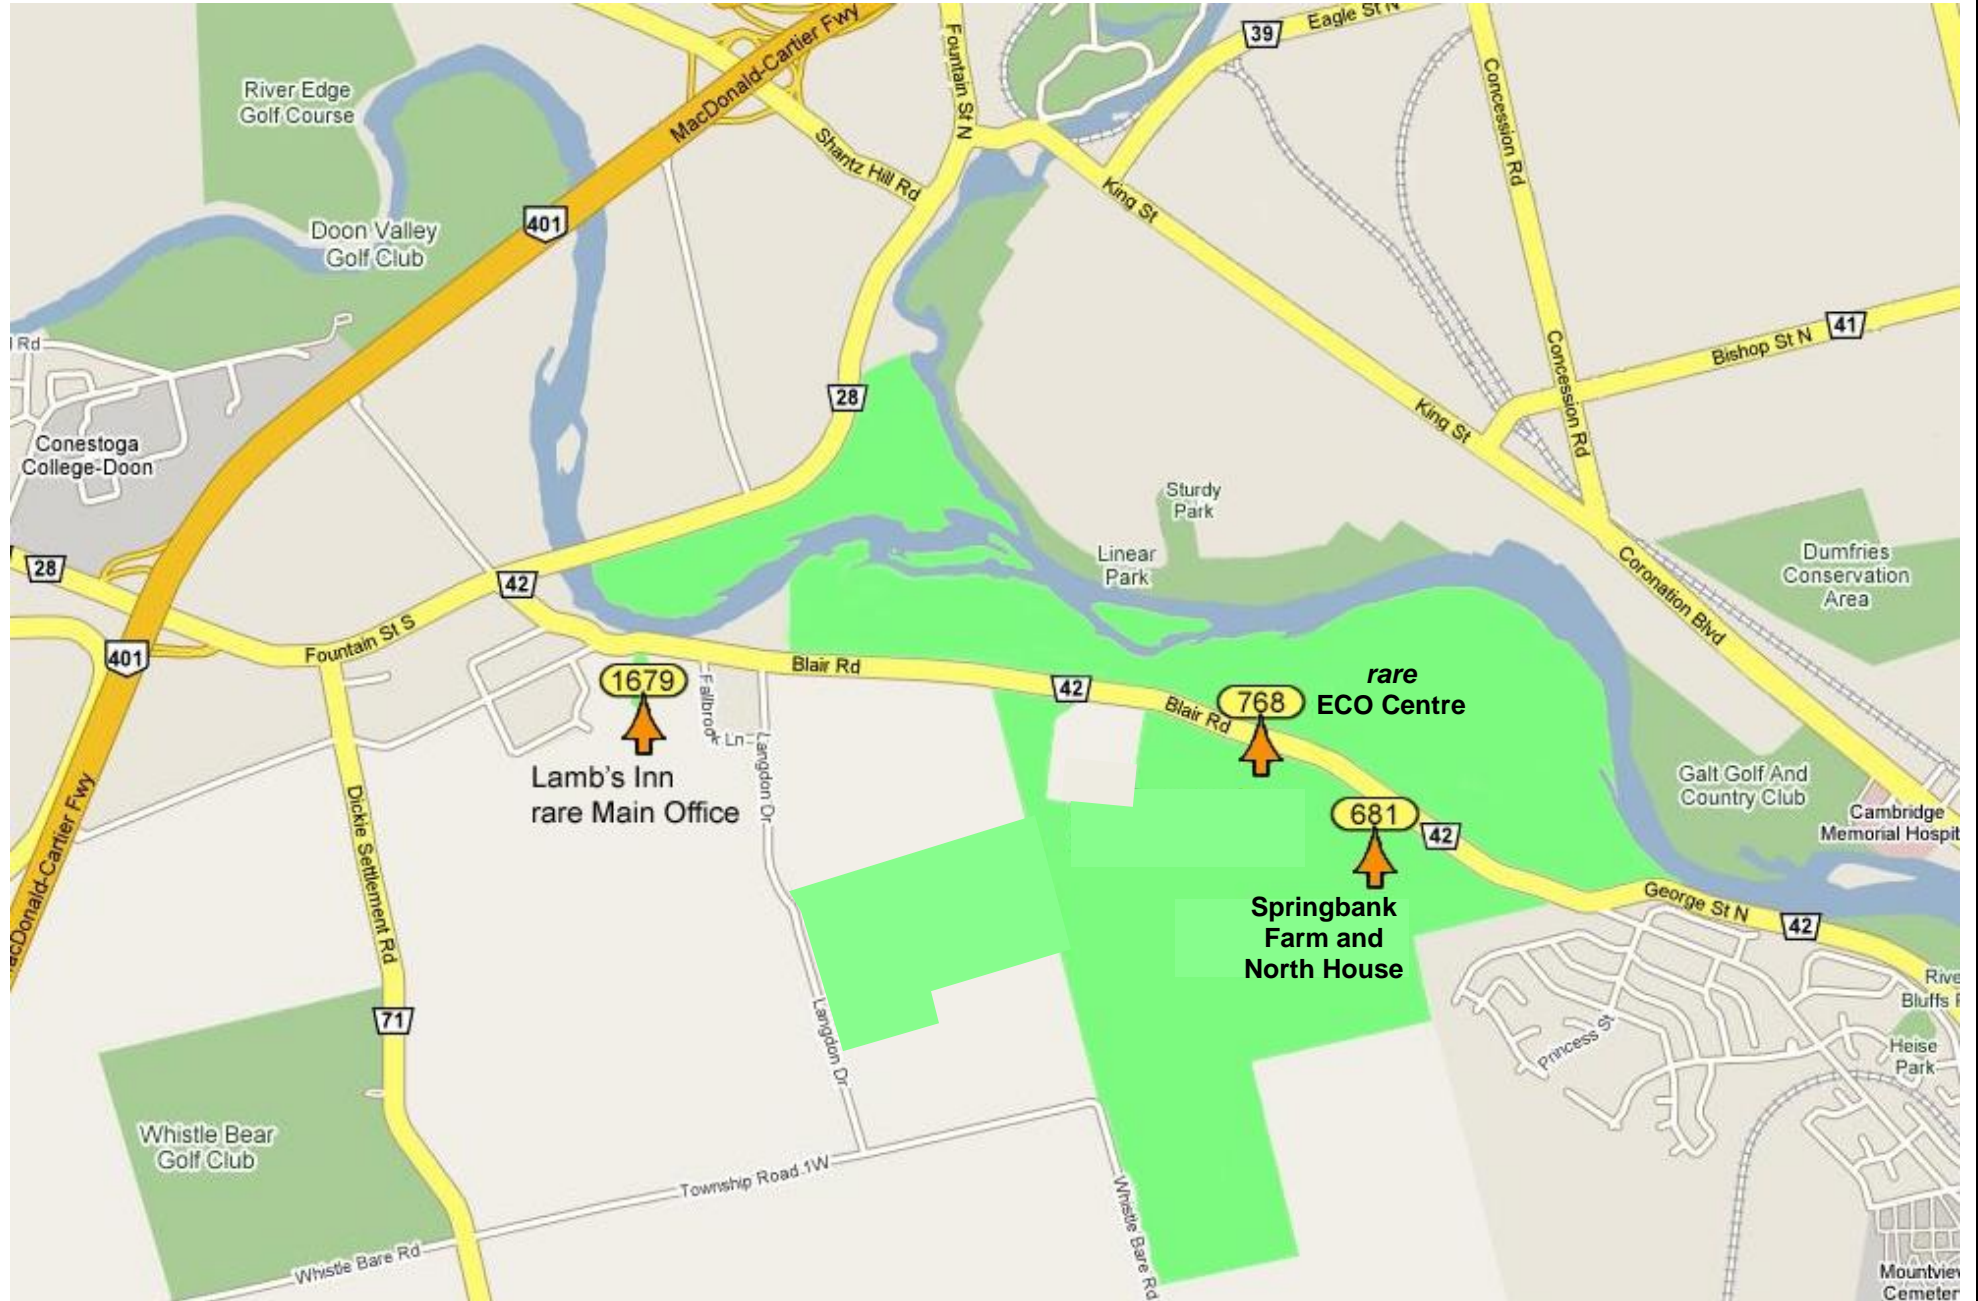 MacDonald-Cartier Fwy
Fountain St N
39
Eagle St N
River Edge
Golf Course
Concession Rd
Shantz Hill Rd
King St
401
Doon Valley
Golf Club
41
Bishop St N
Rd
Concession Rd
28
King St
Conestoga
College-Doon
Sturdy
Park
Linear
Park
Dumfries
Conservation
Area
28
42
Coronation Blvd
401
Fountain St S
Blair Rd
1679
Fallbrook Ln
42
Blair Rd
768
rare
ECO Centre
Lamb's Inn
rare Main Office
Langdon Dr
Galt Golf And
Country Club
Cambridge
Memorial Hospit
Dickie Settlement Rd
MacDonald-Cartier Fwy
681
42
Springbank
Farm and
North House
George St N
42
Rive
Bluffs
71
Langdon Dr
Princess St
Heise
Park
Whistle Bear
Golf Club
Township Road 1W
Whistle Bare Rd
Whistle Bare Rd
Mountview
Cemeter